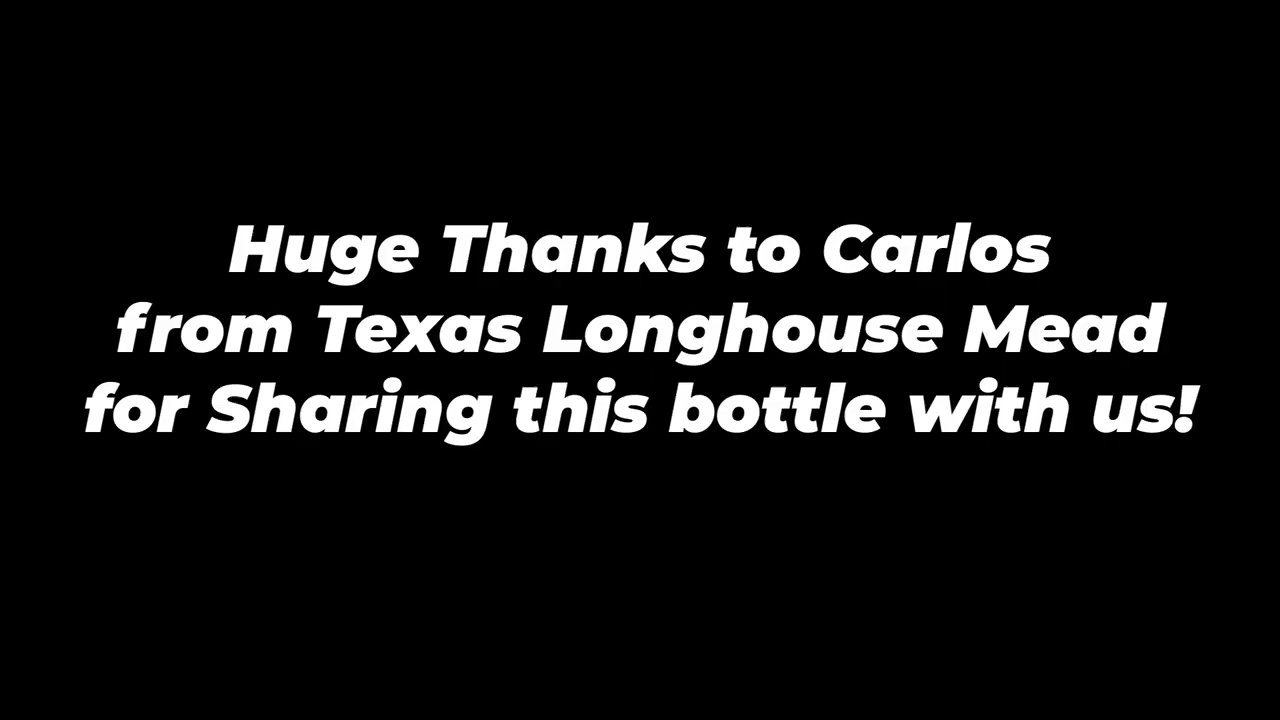 Huge Thanks to Carlos
from Texas Longhouse Mead
for Sharing this bottle with us!